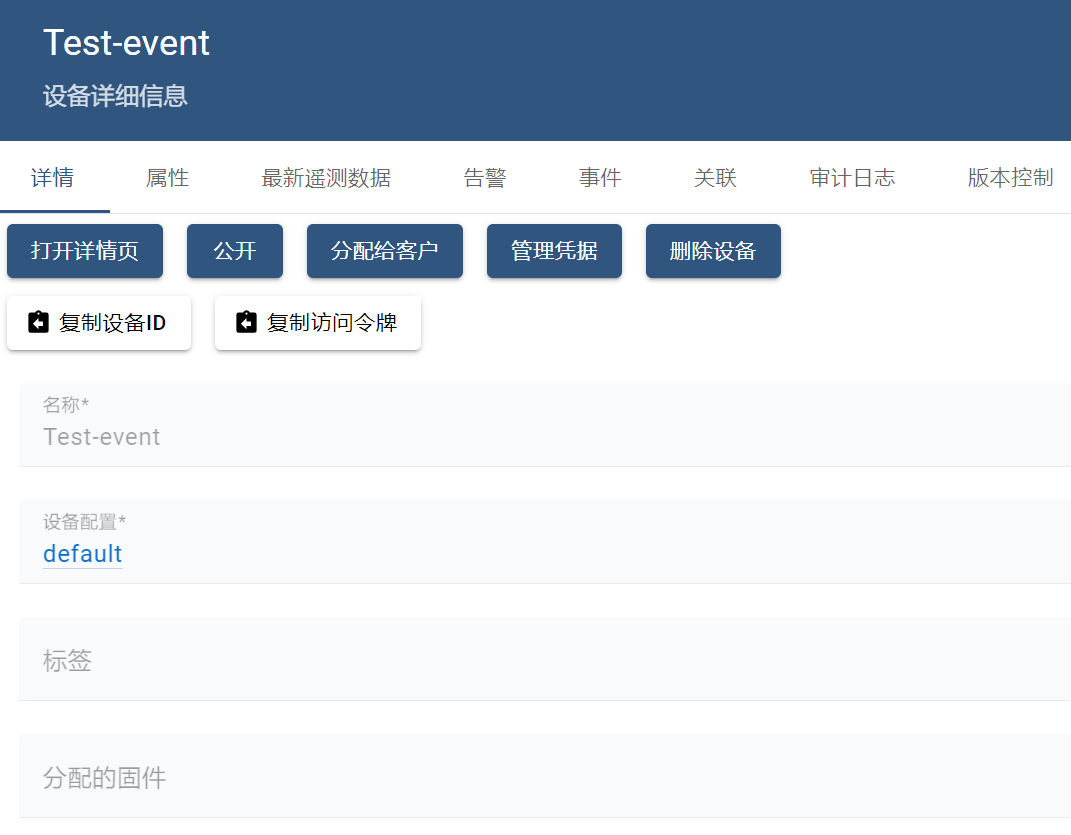 Test-event
设备详细信息
详情 属性 最新遥测数据 告警 事件 关联 审计日志 版本控制
打开详情页 公开 分配给客户 管理凭据 删除设备
复制设备ID 复制访问令牌
名称*
Test-event
设备配置*
default
标签
分配的固件